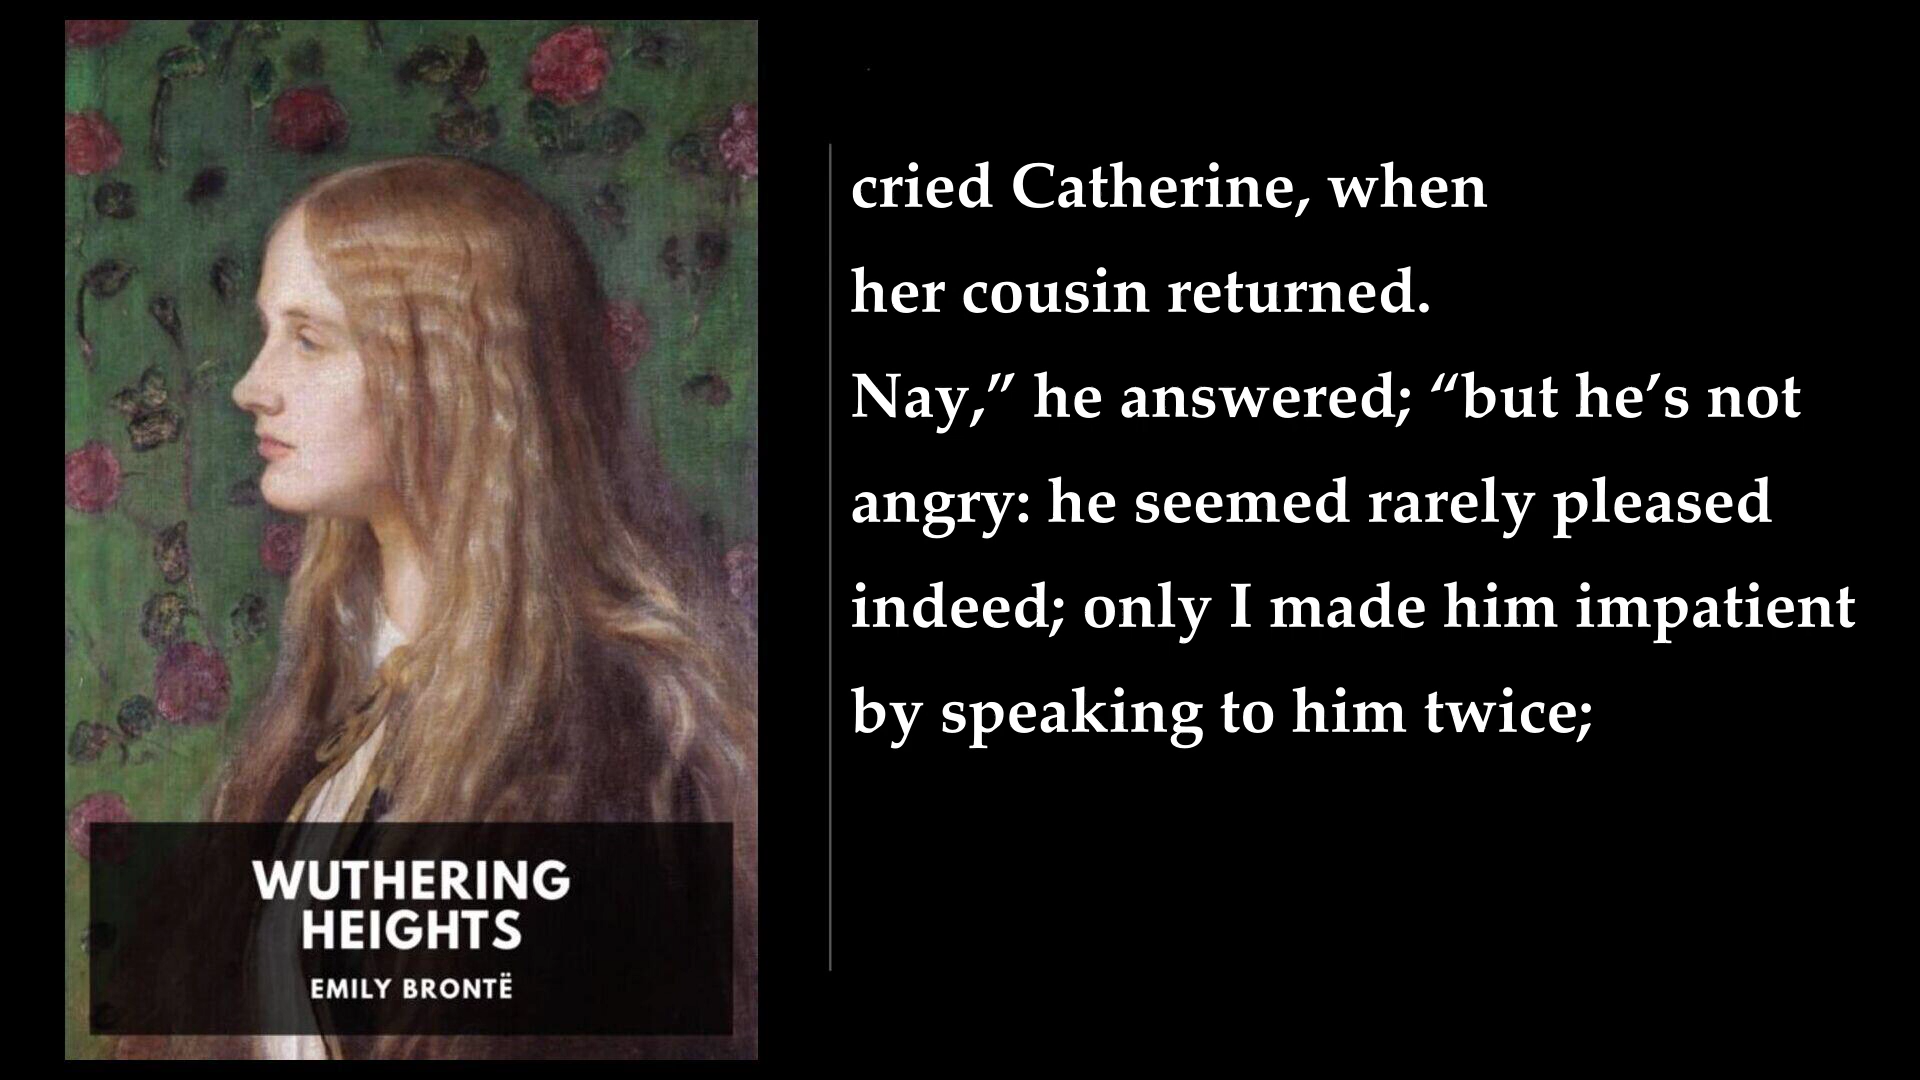 WUTHERING
HEIGHTS
EMILY BRONTË
cried Catherine, when
her cousin returned.
Nay,” he answered; “but he’s not
angry: he seemed rarely pleased
indeed; only I made him impatient
by speaking to him twice;